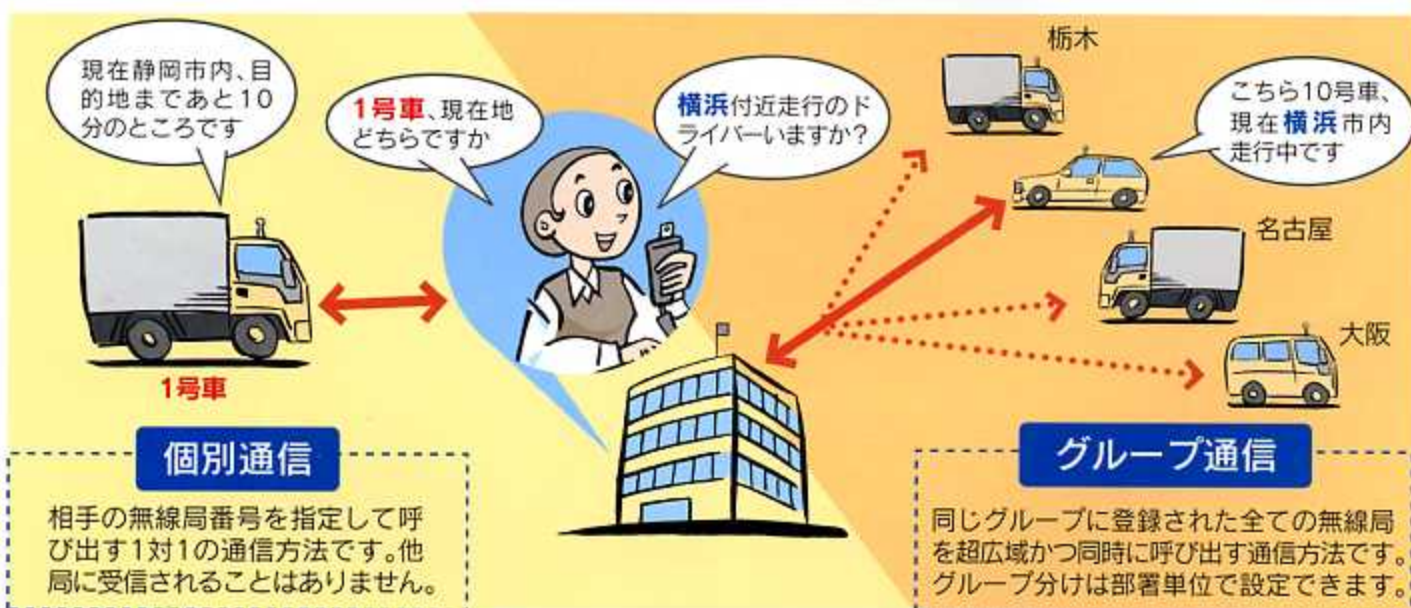 現在静岡市内、目
的地まであと10
分のところです
1号車、現在地
どちらですか
横浜付近走行のド
ライバーいますか?
栃木
こちら10号車、
現在横浜市内
走行中です
名古屋
大阪
1号車
個別通信
相手の無線局番号を指定して呼
び出す1対1の通信方法です。他
局に受信されることはありません。
グループ通信
同じグループに登録された全ての無線局
を超広域かつ同時に呼び出す通信方法です。
グループ分けは部署単位で設定できます。